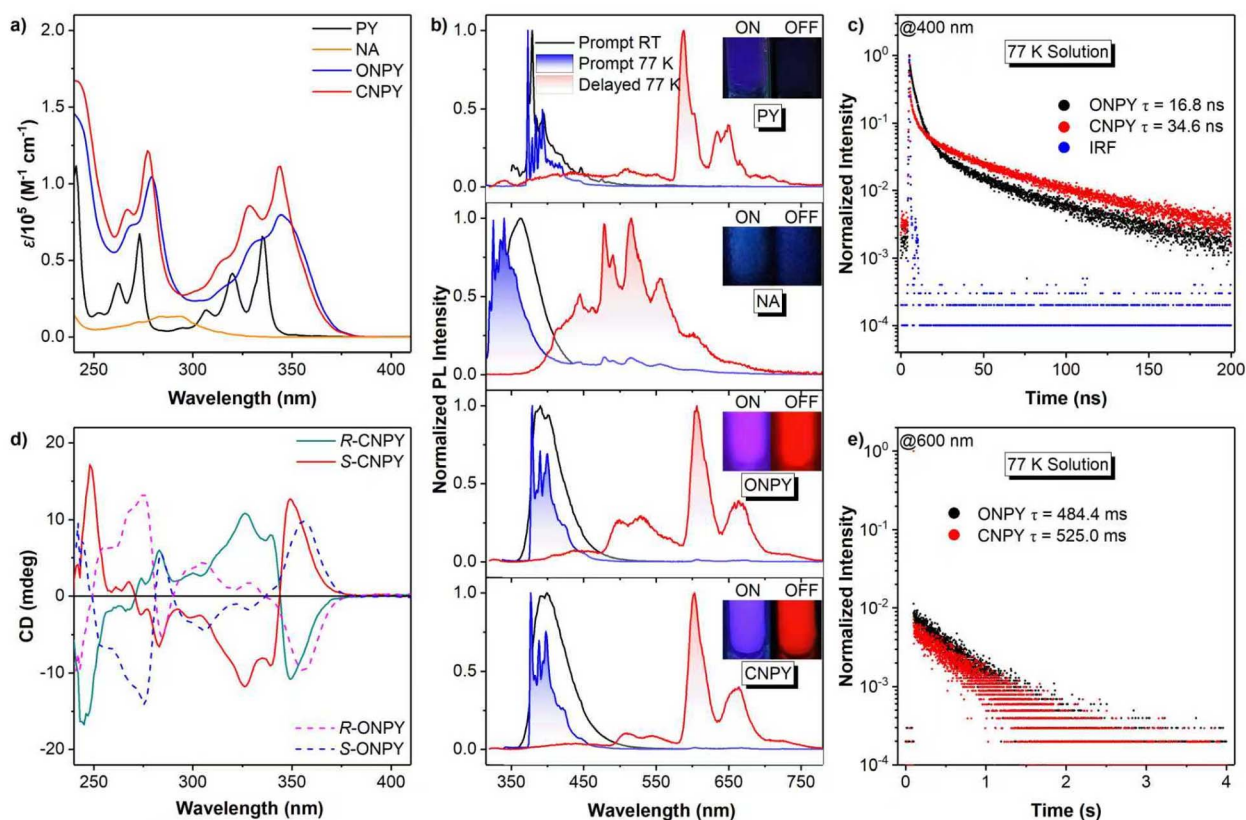 a)
PY
NA
ONPY
CNPY
ε/10⁵ (M⁻¹ cm⁻¹)
1.5
1.0
0.5
0.0
250
300
350
400
Wavelength (nm)
b)
Prompt RT
Prompt 77 K
Delayed 77 K
ON OFF
PY
1.0
0.5
0.0
ON OFF
NA
1.0
0.5
0.0
ON OFF
ONPY
1.0
0.5
0.0
ON OFF
CNPY
1.0
0.5
0.0
Normalized PL Intensity
350 450 550 650 750
Wavelength (nm)
c)
@400 nm
77 K Solution
ONPY τ = 16.8 ns
CNPY τ = 34.6 ns
IRF
Normalized Intensity
10⁰
10⁻¹
10⁻²
10⁻³
10⁻⁴
0 50 100 150 200
Time (ns)
d)
R-CNPY
S-CNPY
R-ONPY
S-ONPY
CD (mdeg)
20
10
0
-10
-20
250 300 350 400
Wavelength (nm)
e)
@600 nm
77 K Solution
ONPY τ = 484.4 ms
CNPY τ = 525.0 ms
Normalized Intensity
10⁰
10⁻¹
10⁻²
10⁻³
10⁻⁴
0 1 2 3 4
Time (s)